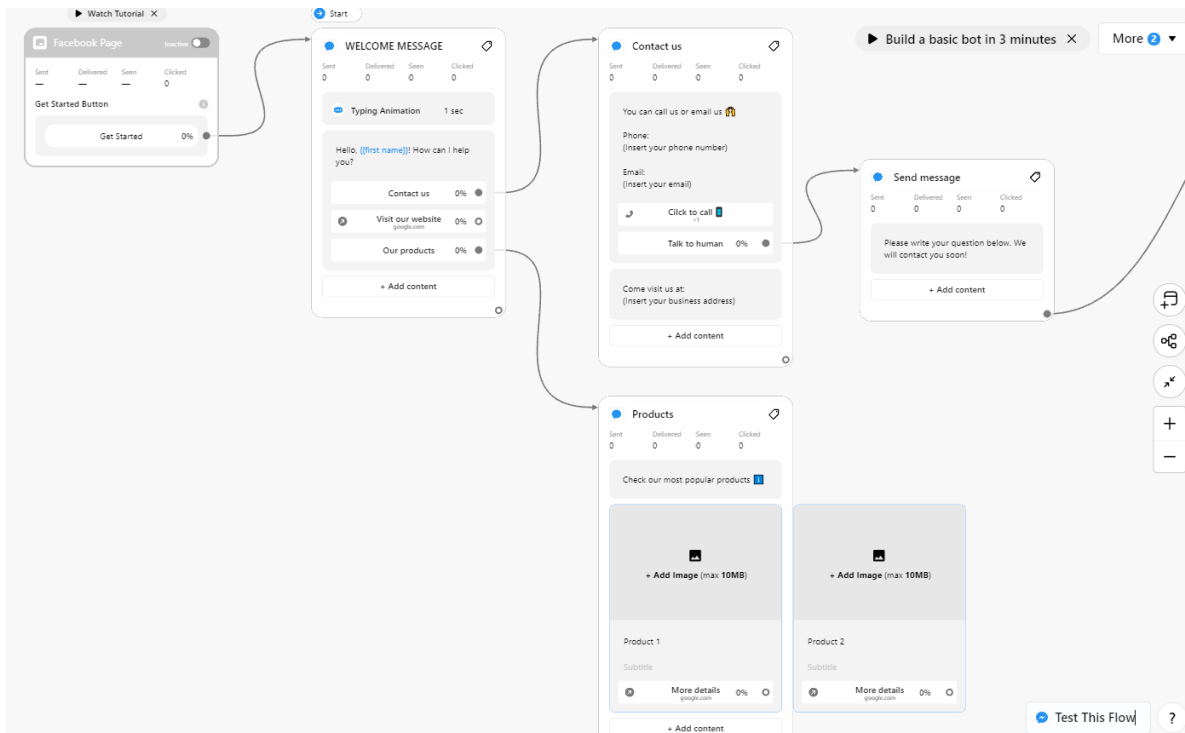 Watch Tutorial
Facebook Page
Inactive
Sent Delivered Seen Clicked
— — — 0
Get Started Button
Get Started 0%
Start
WELCOME MESSAGE
Sent Delivered Seen Clicked
0 0 0 0
Typing Animation 1 sec
Hello, {{first name}}! How can I help
you?
Contact us 0%
Visit our website 0%
google.com
Our products 0%
+ Add content
Contact us
Sent Delivered Seen Clicked
0 0 0 0
You can call us or email us
Phone:
(Insert your phone number)
Email:
(Insert your email)
Cilck to call
+1
Talk to human 0%
Come visit us at:
(Insert your business address)
+ Add content
Build a basic bot in 3 minutes
More 2
Send message
Sent Delivered Seen Clicked
0 0 0 0
Please write your question below. We
will contact you soon!
+ Add content
Products
Sent Delivered Seen Clicked
0 0 0 0
Check our most popular products
+ Add Image (max 10MB)
Product 1
Subtitle
More details 0%
google.com
+ Add content
+ Add Image (max 10MB)
Product 2
Subtitle
More details 0%
google.com
Test This Flow
?